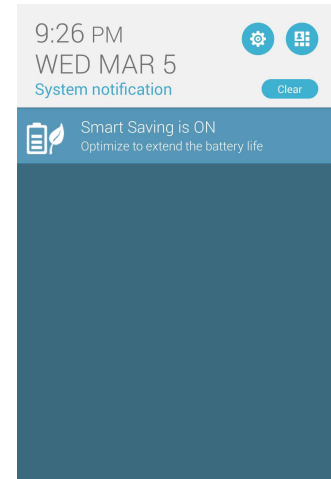 9:26 PM
WED MAR 5
System notification
Clear
Smart Saving is ON
Optimize to extend the battery life